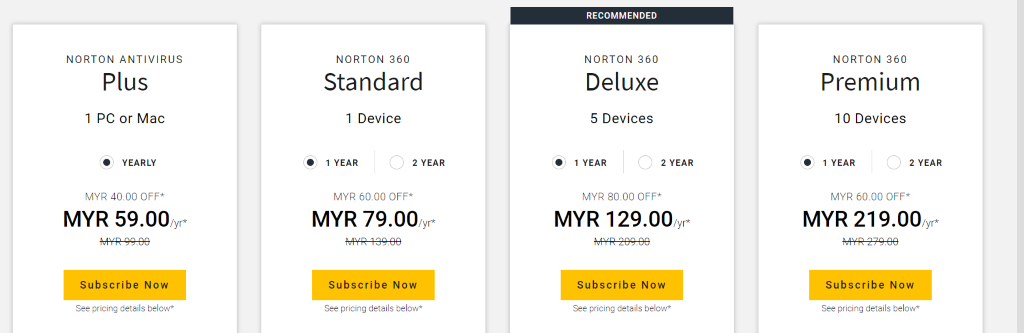 NORTON ANTIVIRUS
Plus
1 PC or Mac
YEARLY
MYR 40.00 OFF*
MYR 59.00/yr*
MYR 99.00
Subscribe Now
See pricing details below*
NORTON 360
Standard
1 Device
1 YEAR 2 YEAR
MYR 60.00 OFF*
MYR 79.00/yr*
MYR 139.00
Subscribe Now
See pricing details below*
RECOMMENDED
NORTON 360
Deluxe
5 Devices
1 YEAR 2 YEAR
MYR 80.00 OFF*
MYR 129.00/yr*
MYR 209.00
Subscribe Now
See pricing details below*
NORTON 360
Premium
10 Devices
1 YEAR 2 YEAR
MYR 60.00 OFF*
MYR 219.00/yr*
MYR 279.00
Subscribe Now
See pricing details below*